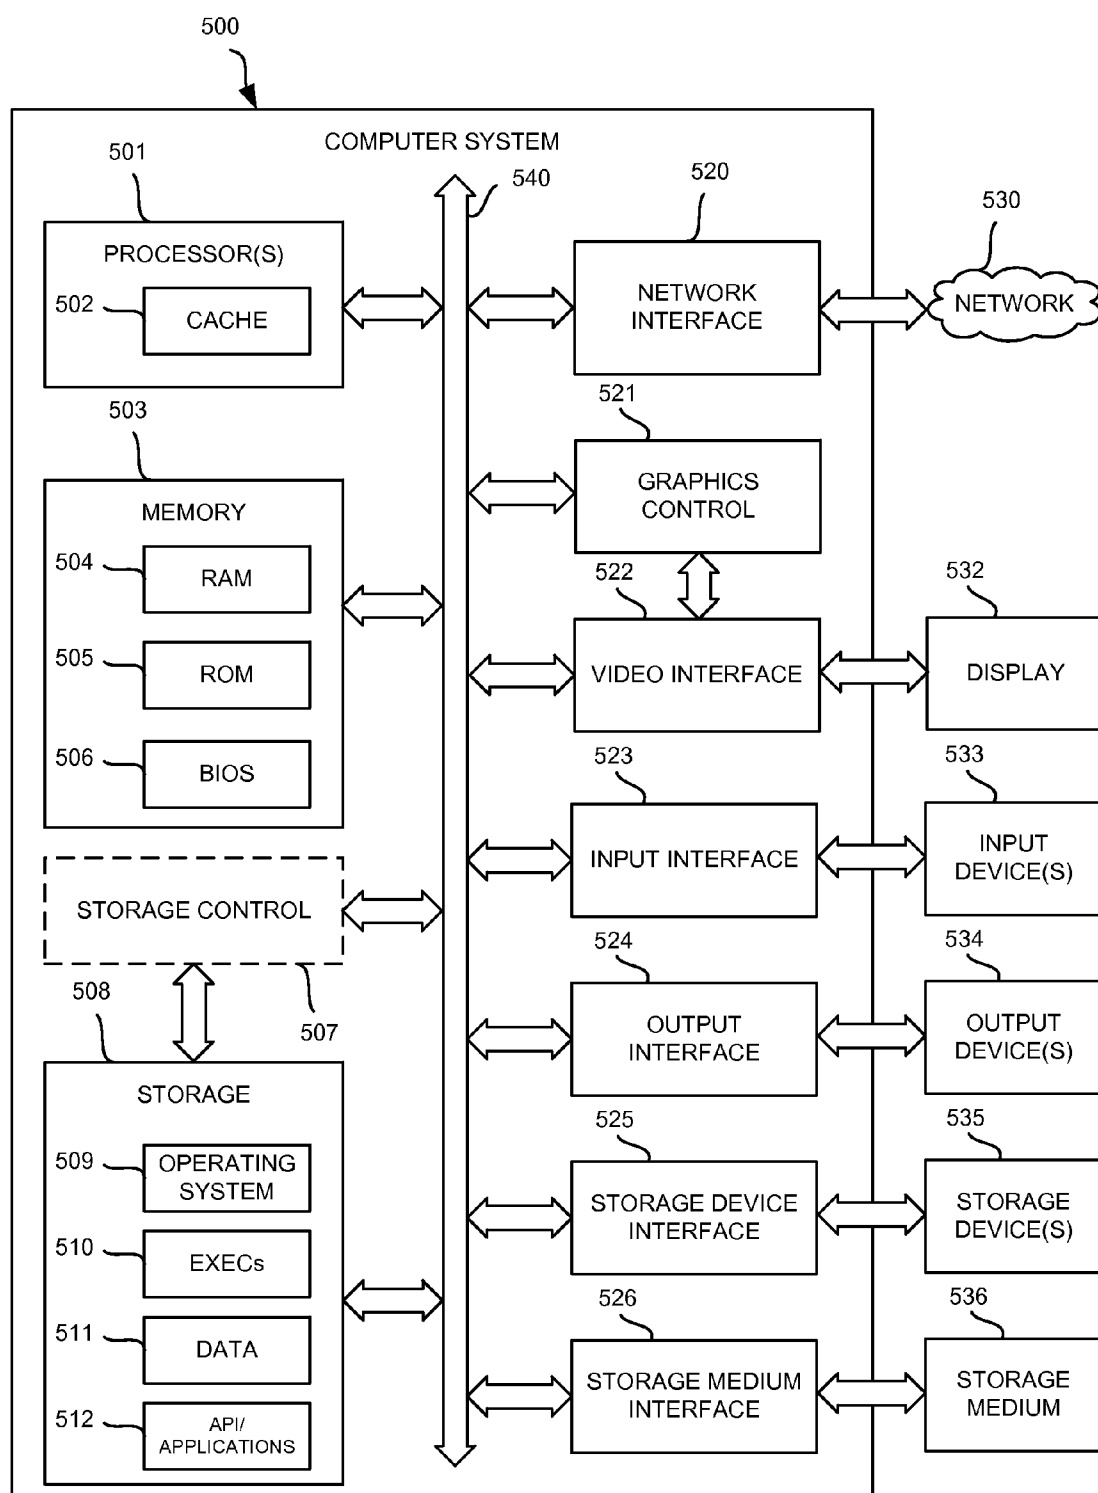 500
COMPUTER SYSTEM
501
540
520
530
PROCESSOR(S)
502
CACHE
NETWORK
INTERFACE
NETWORK
503
521
MEMORY
GRAPHICS
CONTROL
504
RAM
522
532
505
ROM
VIDEO INTERFACE
DISPLAY
506
BIOS
523
533
INPUT INTERFACE
INPUT
DEVICE(S)
STORAGE CONTROL
524
534
508
507
OUTPUT
INTERFACE
OUTPUT
DEVICE(S)
STORAGE
525
535
509
OPERATING
SYSTEM
STORAGE DEVICE
INTERFACE
STORAGE
DEVICE(S)
510
EXECs
526
536
511
DATA
STORAGE MEDIUM
INTERFACE
STORAGE
MEDIUM
512
API/
APPLICATIONS